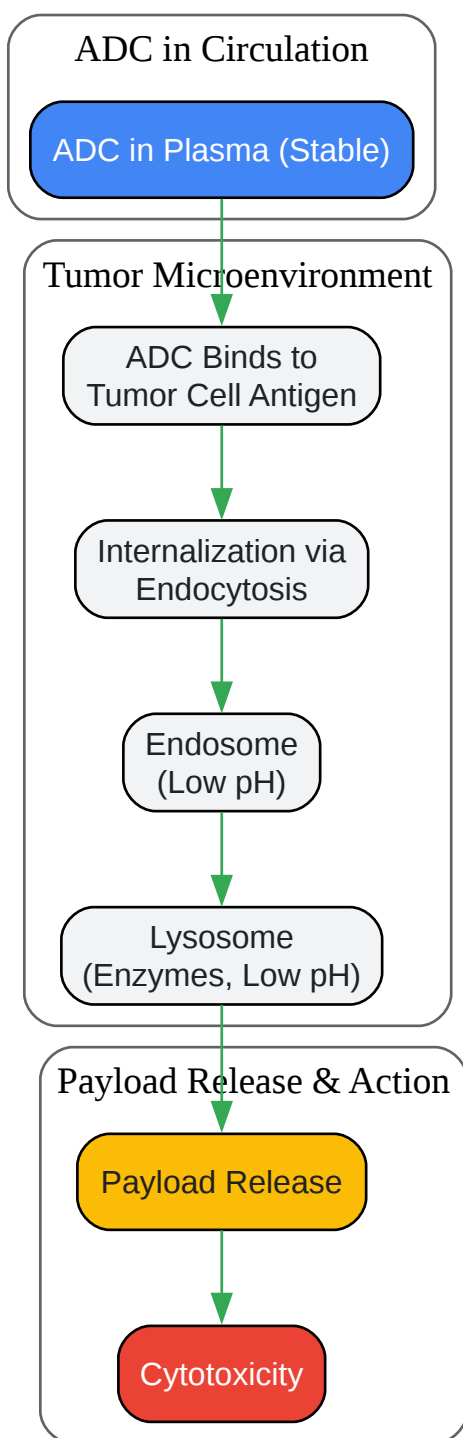 ADC in Circulation
ADC in Plasma (Stable)
Tumor Microenvironment
ADC Binds to
Tumor Cell Antigen
Internalization via
Endocytosis
Endosome
(Low pH)
Lysosome
(Enzymes, Low pH)
Payload Release & Action
Payload Release
Cytotoxicity